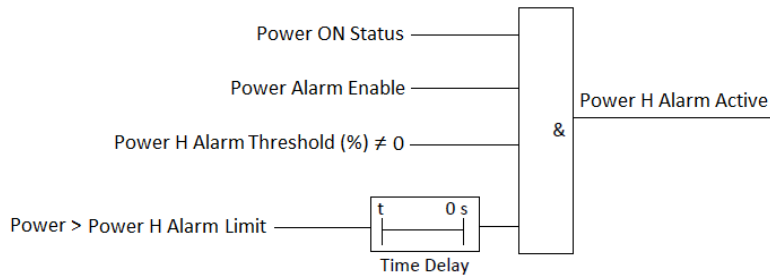 Power ON Status
Power Alarm Enable
Power H Alarm Active
Power H Alarm Threshold (%) ≠ 0
&
t 0 s
Power > Power H Alarm Limit
Time Delay